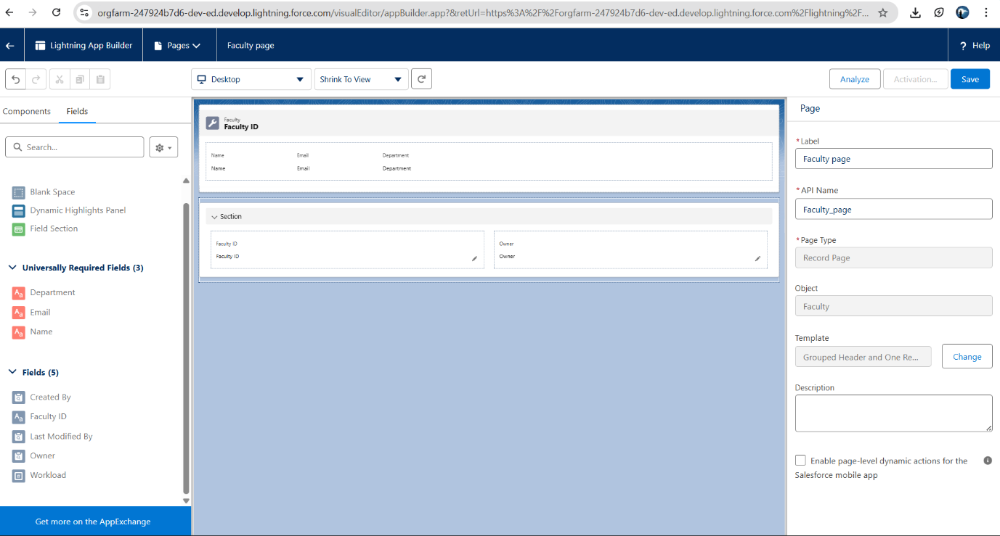 orgfarm-247924b7d6-dev-ed.develop.lightning.force.com/visualEditor/appBuilder.app?&retUrl=https%3A%2F%2Forgfarm-247924b7d6-dev-ed.develop.lightning.force.com%2Flightning%2F...
Lightning App Builder Pages Faculty page ? Help
Desktop Shrink To View Analyze Activation... Save
Components Fields
Search...
Blank Space
Dynamic Highlights Panel
Field Section
Universally Required Fields (3)
Aa Department
Aa Email
Aa Name
Fields (5)
Created By
Aa Faculty ID
Last Modified By
Owner
Workload
Get more on the AppExchange
Faculty
Faculty ID
Name Email Department
Name Email Department
Section
Faculty ID Owner
Faculty ID Owner
Page
*Label
Faculty page
*API Name
Faculty_page
*Page Type
Record Page
Object
Faculty
Template
Grouped Header and One Re... Change
Description
Enable page-level dynamic actions for the
Salesforce mobile app